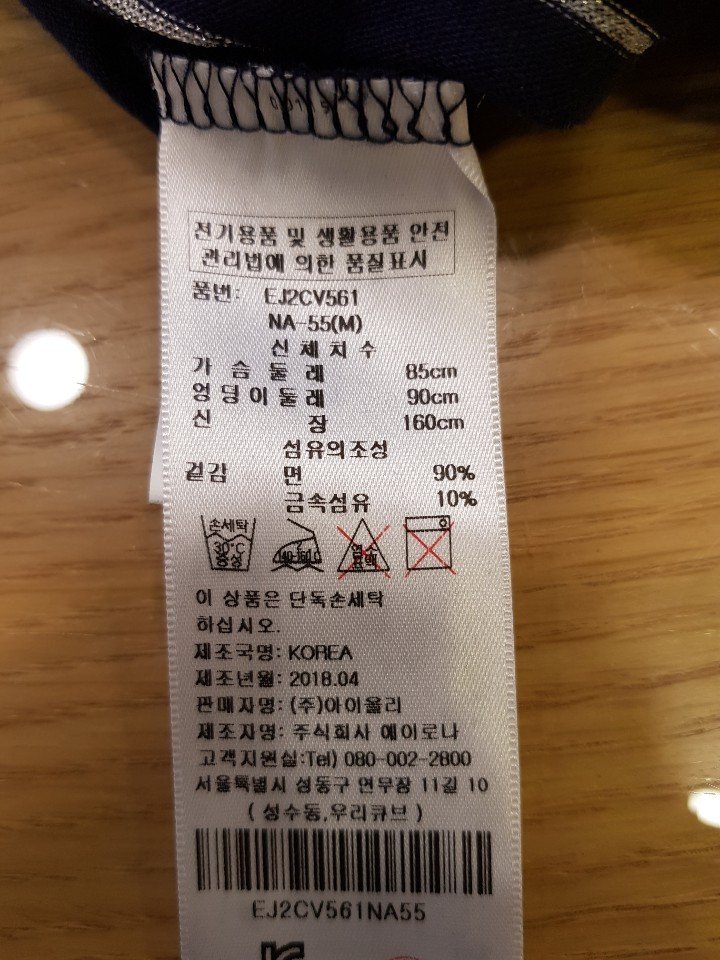 전기용품 및 생활용품 안전
관리법에 의한 품질표시
품번: EJ2CV561
NA-55(M)
신체치수
가슴둘레 85cm
엉덩이둘레 90cm
신장 160cm
섬유의조성
겉감 면 90%
금속섬유 10%
손세탁
30°C
중성
140-160°C
염소
표백
이 상품은 단독손세탁
하십시오.
제조국명: KOREA
제조년월: 2018.04
판매자명: (주)아이올리
제조자명: 주식회사 에이로나
고객지원실:Tel) 080-002-2800
서울특별시 성동구 연무장 11길 10
(성수동,우리큐브)
EJ2CV561NA55